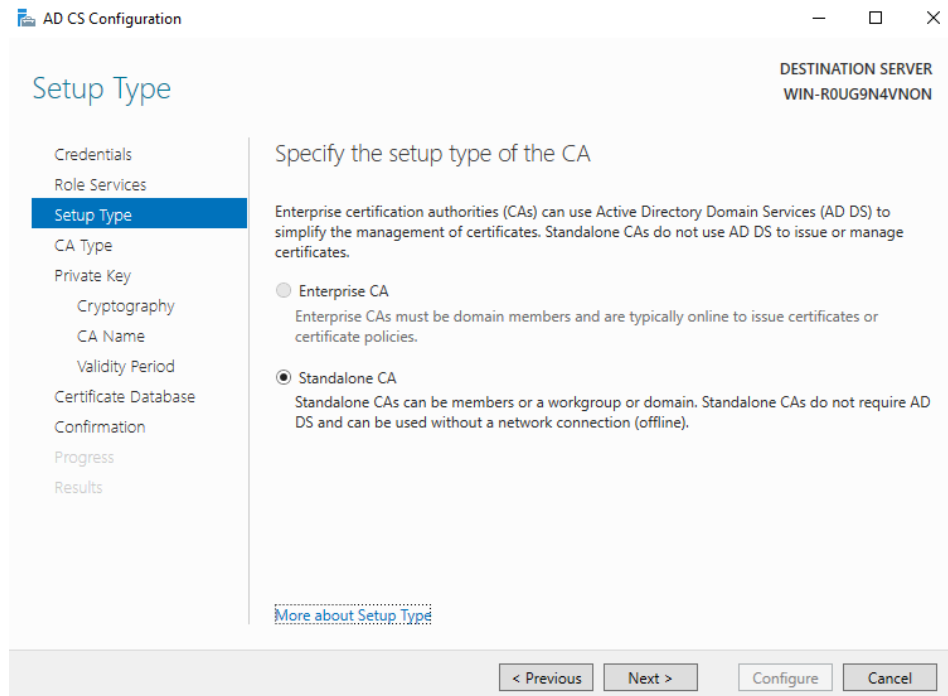 AD CS Configuration
Setup Type
DESTINATION SERVER
WIN-R0UG9N4VNON
Credentials
Role Services
Setup Type
CA Type
Private Key
Cryptography
CA Name
Validity Period
Certificate Database
Confirmation
Progress
Results
Specify the setup type of the CA
Enterprise certification authorities (CAs) can use Active Directory Domain Services (AD DS) to
simplify the management of certificates. Standalone CAs do not use AD DS to issue or manage
certificates.
Enterprise CA
Enterprise CAs must be domain members and are typically online to issue certificates or
certificate policies.
Standalone CA
Standalone CAs can be members or a workgroup or domain. Standalone CAs do not require AD
DS and can be used without a network connection (offline).
More about Setup Type
< Previous
Next >
Configure
Cancel